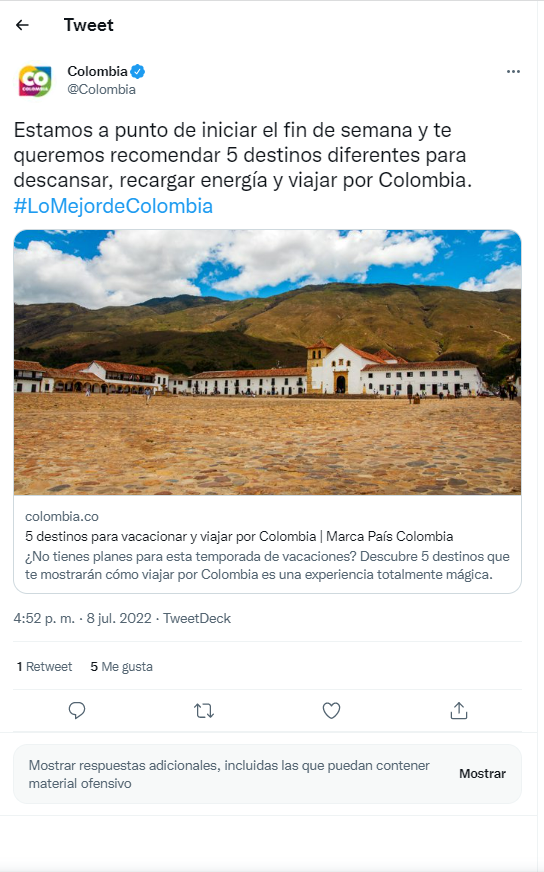 Tweet
CO
COLOMBIA
Colombia
@Colombia
Estamos a punto de iniciar el fin de semana y te
queremos recomendar 5 destinos diferentes para
descansar, recargar energía y viajar por Colombia.
#LoMejordeColombia
colombia.co
5 destinos para vacacionar y viajar por Colombia | Marca País Colombia
¿No tienes planes para esta temporada de vacaciones? Descubre 5 destinos que
te mostrarán cómo viajar por Colombia es una experiencia totalmente mágica.
4:52 p. m. · 8 jul. 2022 · TweetDeck
1 Retweet 5 Me gusta
Mostrar respuestas adicionales, incluidas las que puedan contener
material ofensivo
Mostrar